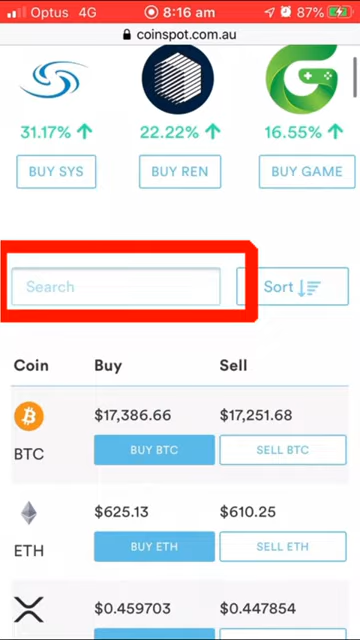 Optus 4G 8:16 am 87%
coinspot.com.au
31.17% 22.22% 16.55%
BUY SYS BUY REN BUY GAME
Search Sort
Coin Buy Sell
$17,386.66 $17,251.68
BTC BUY BTC SELL BTC
$625.13 $610.25
ETH BUY ETH SELL ETH
$0.459703 $0.447854